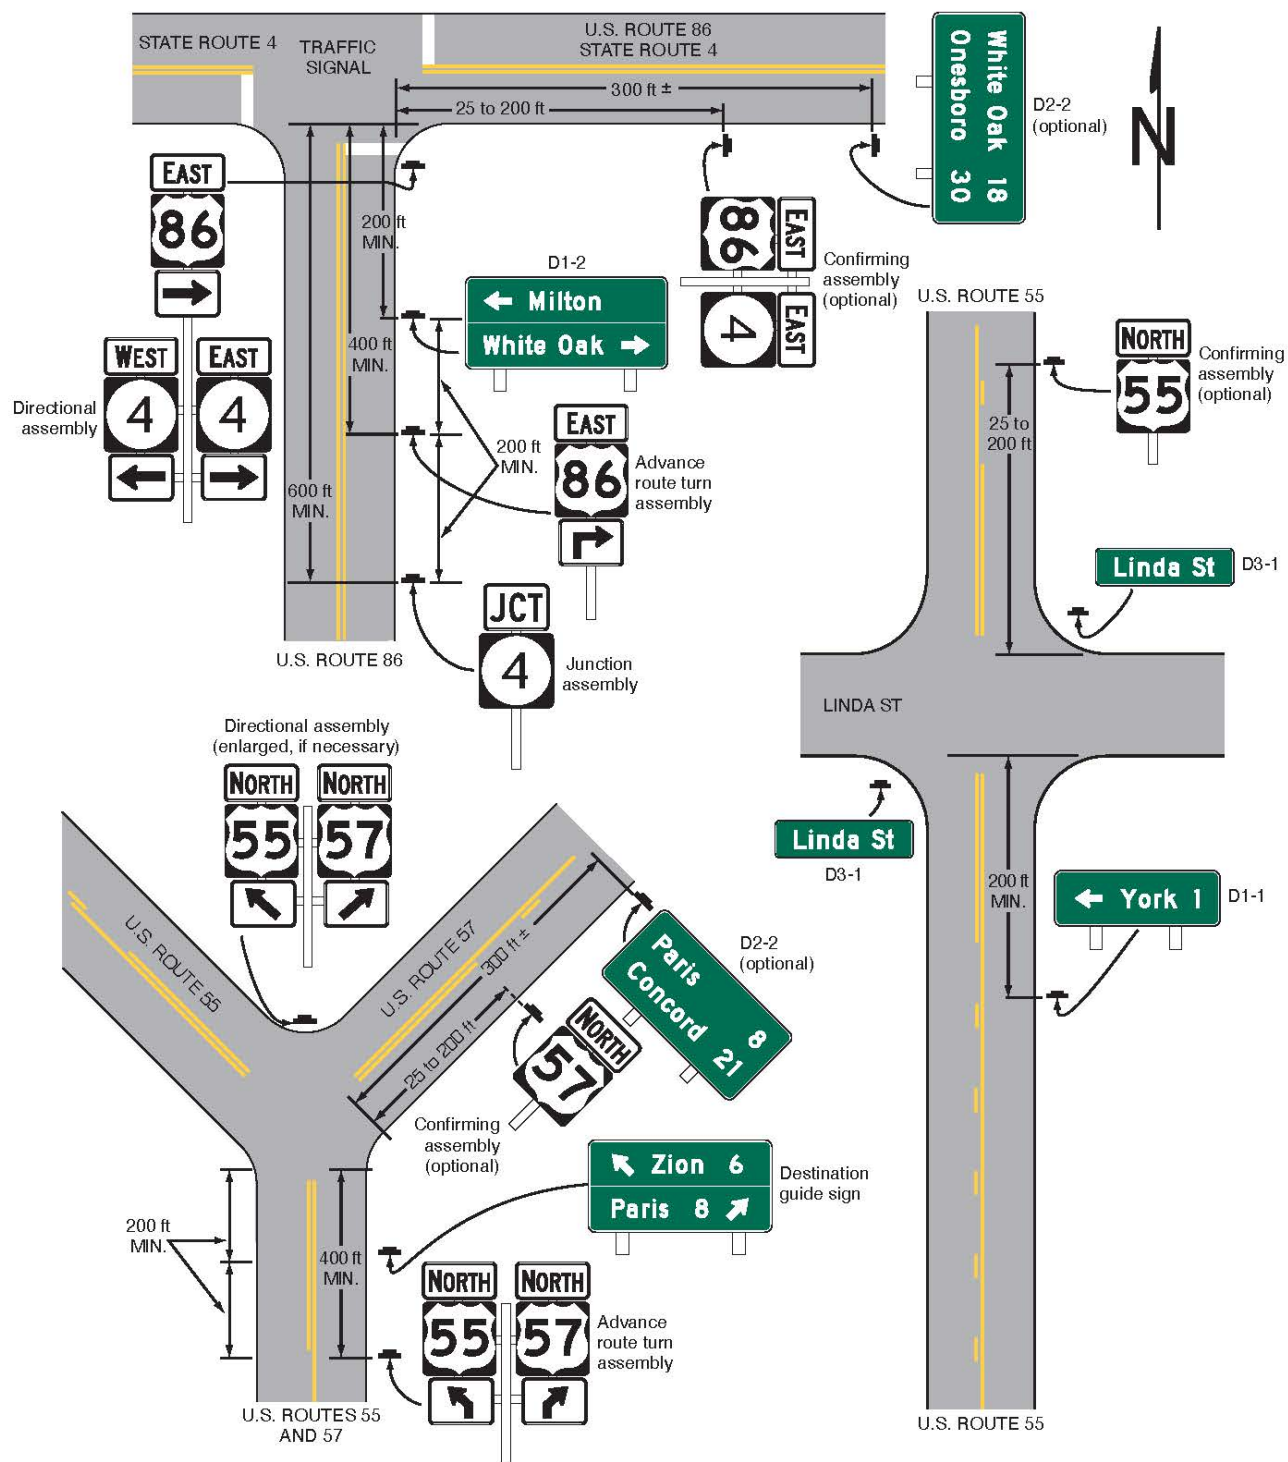 STATE ROUTE 4
TRAFFIC
SIGNAL
U.S. ROUTE 86
STATE ROUTE 4
300 ft ±
25 to 200 ft
White Oak 18
Onesboro 30
D2-2
(optional)
N
EAST
86
200 ft
MIN.
D1-2
Milton
White Oak
EAST
86
EAST
4
Confirming
assembly
(optional)
WEST
4
EAST
4
Directional
assembly
400 ft
MIN.
200 ft
MIN.
EAST
86
Advance
route turn
assembly
600 ft
MIN.
JCT
4
Junction
assembly
U.S. ROUTE 86
U.S. ROUTE 55
NORTH
55
Confirming
assembly
(optional)
25 to
200 ft
Linda St
D3-1
LINDA ST
Linda St
D3-1
200 ft
MIN.
York 1
D1-1
U.S. ROUTE 55
Directional assembly
(enlarged, if necessary)
NORTH
55
NORTH
57
U.S. ROUTE 55
U.S. ROUTE 57
300 ft ±
25 to 200 ft
Paris 8
Concord 21
D2-2
(optional)
NORTH
57
Confirming
assembly
(optional)
Zion 6
Paris 8
Destination
guide sign
200 ft
MIN.
400 ft
MIN.
NORTH
55
NORTH
57
Advance
route turn
assembly
U.S. ROUTES 55
AND 57